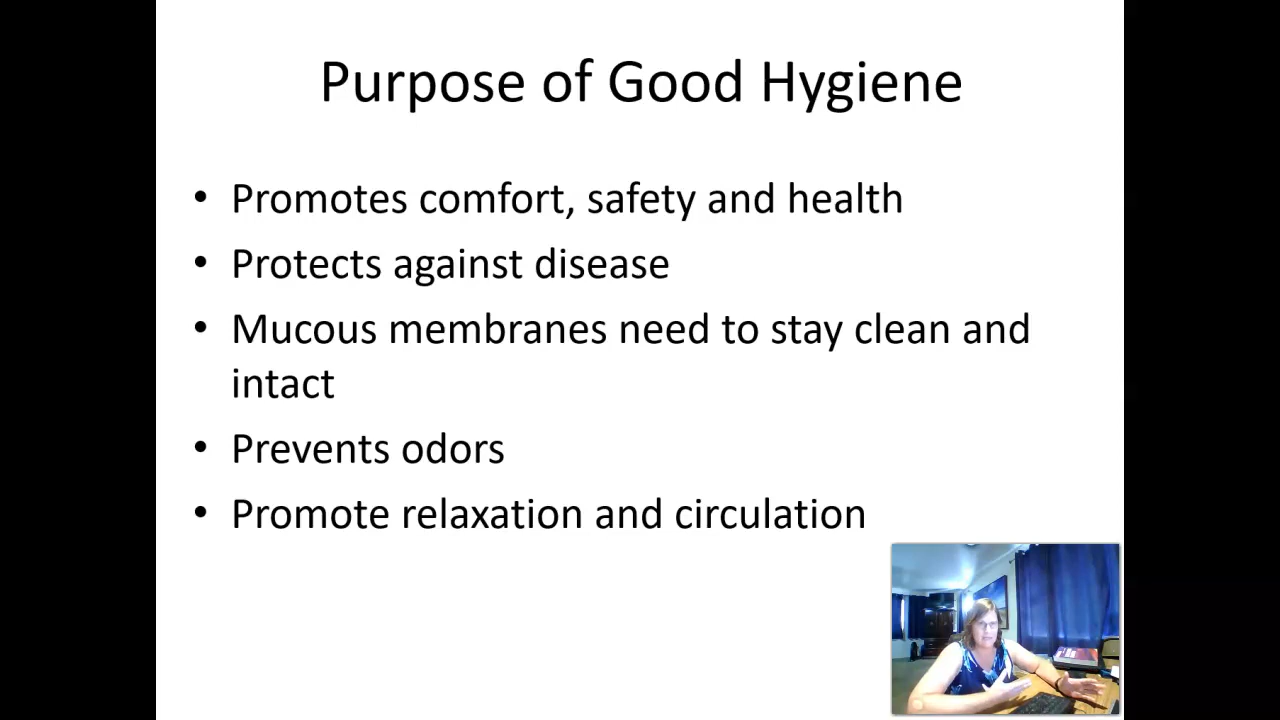 Purpose of Good Hygiene
• Promotes comfort, safety and health
• Protects against disease
• Mucous membranes need to stay clean and
intact
• Prevents odors
• Promote relaxation and circulation